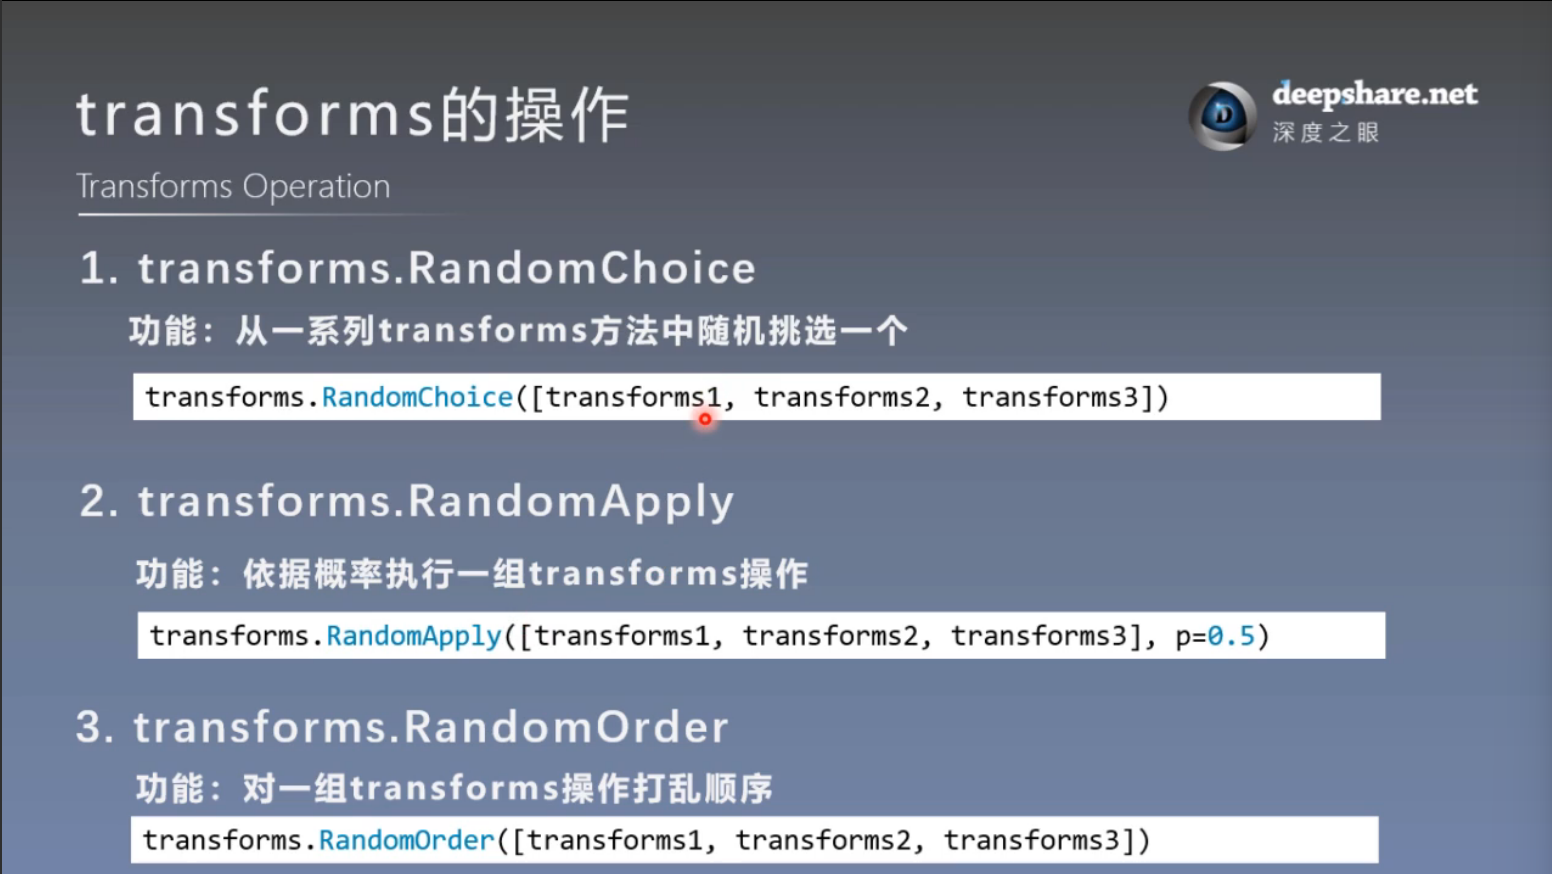 transforms的操作
deepshare.net
深度之眼
Transforms Operation
1. transforms.RandomChoice
功能：从一系列transforms方法中随机挑选一个
transforms.RandomChoice([transforms1, transforms2, transforms3])
2. transforms.RandomApply
功能：依据概率执行一组transforms操作
transforms.RandomApply([transforms1, transforms2, transforms3], p=0.5)
3. transforms.RandomOrder
功能：对一组transforms操作打乱顺序
transforms.RandomOrder([transforms1, transforms2, transforms3])